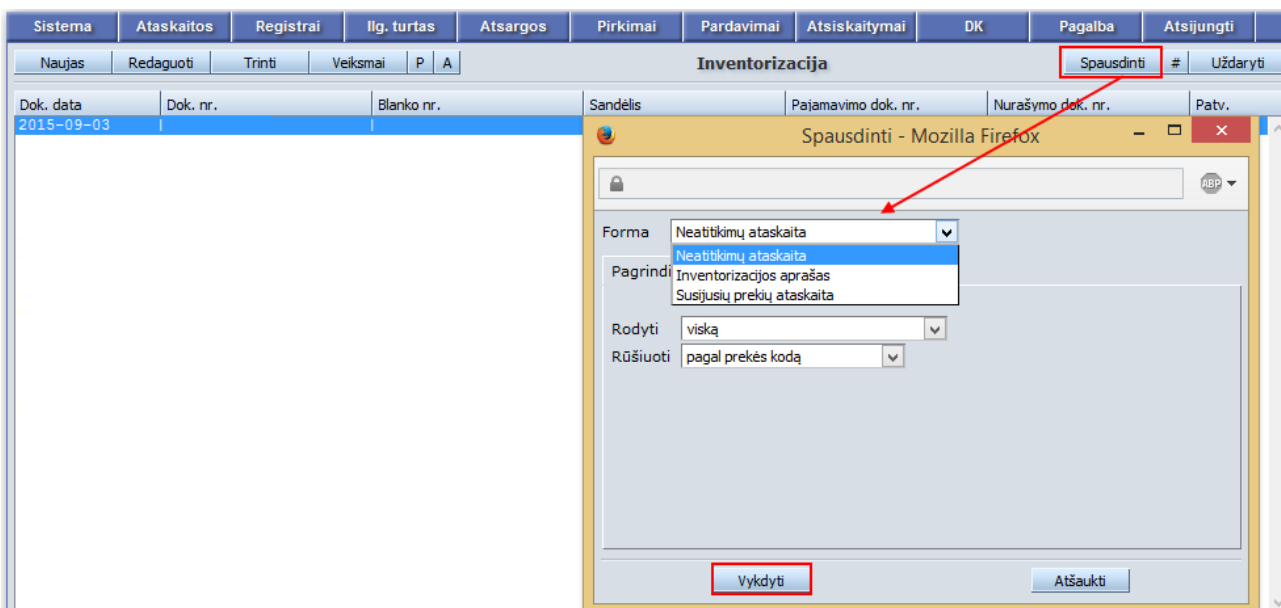 Sistema Ataskaitos Registrai Ilg. turtas Atsargos Pirkimai Pardavimai Atsiskaitymai DK Pagalba Atsijungti
Naujas Redaguoti Trinti Veiksmai P A Inventorizacija Spausdinti # Uždaryti
Dok. data Dok. nr. Blanko nr. Sandėlis Pajamavimo dok. nr. Nurašymo dok. nr. Patv.
2015-09-03
Spausdinti - Mozilla Firefox
ABP
Forma Neatitikimų ataskaita
Neatitikimų ataskaita
Pagrindi Inventorizacijos aprašas
Susijusių prekių ataskaita
Rodyti viską
Rūšiuoti pagal prekės kodą
Vykdyti Atšaukti